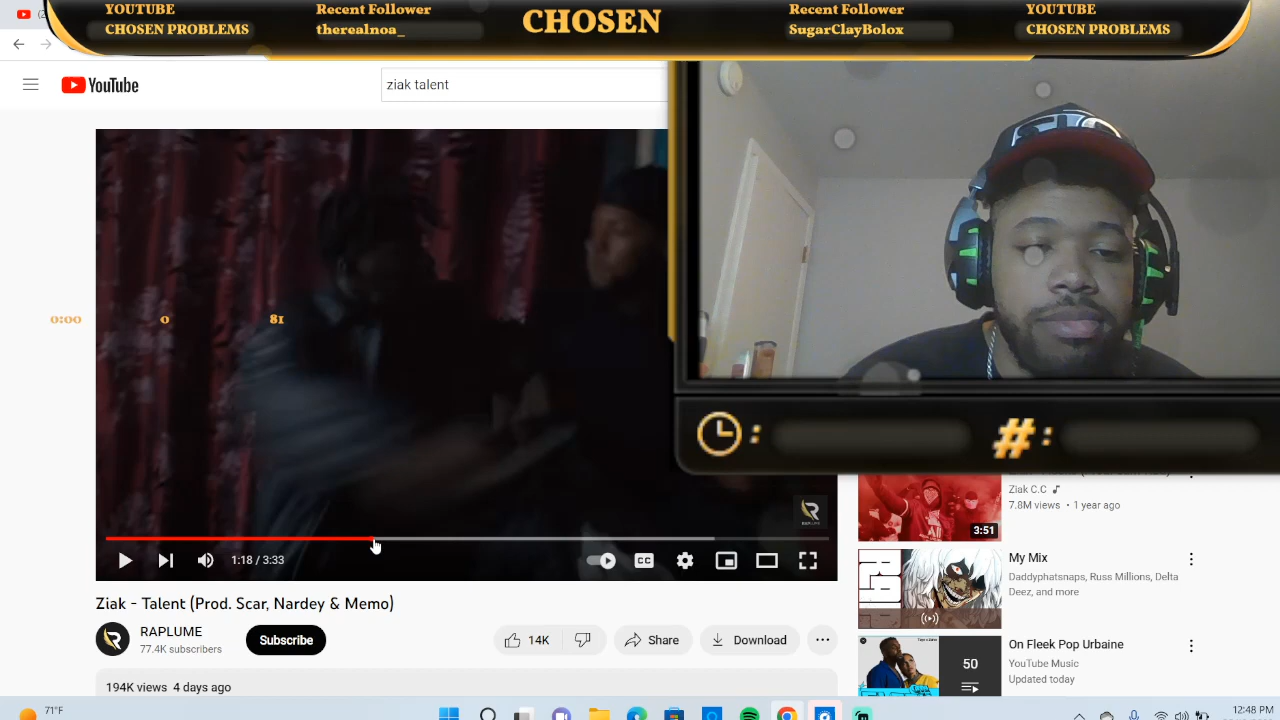 YOUTUBE
CHOSEN PROBLEMS
Recent Follower
therealnoa_
CHOSEN
Recent Follower
SugarClayBolox
YOUTUBE
CHOSEN PROBLEMS
YouTube
ziak talent
0:00 0 81
: # :
1:18 / 3:33
CC
Ziak - Talent (Prod. Scar, Nardey & Memo)
RAPLUME
77.4K subscribers
Subscribe
14K
Share
Download
194K views 4 days ago
Ziak C.C
7.8M views • 1 year ago
3:51
My Mix
Daddyphatsnaps, Russ Millions, Delta
Deez, and more
On Fleek Pop Urbaine
YouTube Music
Updated today
50
71°F
12:48 PM